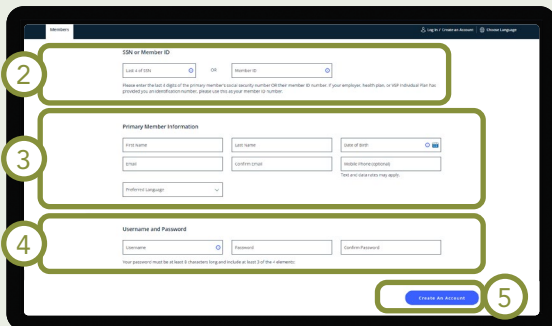 Members
Log In / Create an Account | Choose Language
SSN or Member ID
2
Last 4 of SSN OR Member ID
Please enter the last 4 digits of the primary member's social security number OR their member ID number. If your employer, health plan, or VSP Individual Plan has
provided you an identification number, please use this as your member ID number.
Primary Member Information
First Name Last Name Date of Birth
3
Email Confirm Email Mobile Phone (optional)
Text and data rates may apply.
Preferred Language
Username and Password
4
Username Password Confirm Password
Your password must be at least 8 characters long and include at least 3 of the 4 elements:
Create An Account
5